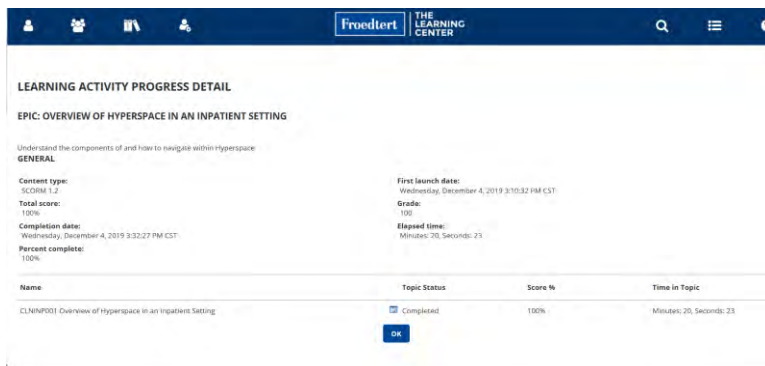 Froedtert
THE
LEARNING
CENTER
LEARNING ACTIVITY PROGRESS DETAIL
EPIC: OVERVIEW OF HYPERSPACE IN AN INPATIENT SETTING
Understand the components of and how to navigate within Hyperspace
GENERAL
Content type:
SCORM 1.2
Total score:
100%
Completion date:
Wednesday, December 4, 2019 3:32:27 PM CST
Percent complete:
100%
First launch date:
Wednesday, December 4, 2019 3:10:32 PM CST
Grade:
100
Elapsed time:
Minutes: 20, Seconds: 23
Name Topic Status Score % Time in Topic
CLNINP001 Overview of Hyperspace in an Inpatient Setting Completed 100% Minutes: 20, Seconds: 23
OK